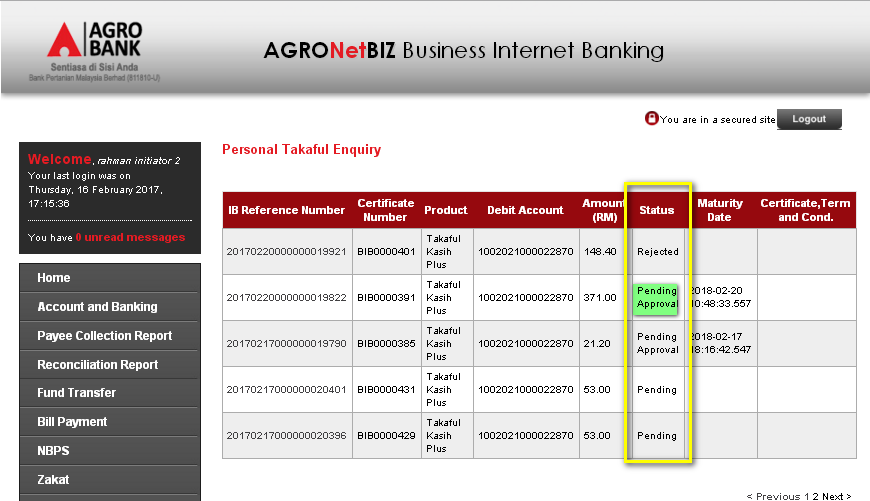 AGRO
BANK
Sentiasa di Sisi Anda
Bank Pertanian Malaysia Berhad (811810-U)
AGRONetBIZ Business Internet Banking
You are in a secured site Logout
Welcome, rahman initiator 2
Your last login was on
Thursday, 16 February 2017,
17:15:36
You have 0 unread messages
Home
Account and Banking
Payee Collection Report
Reconciliation Report
Fund Transfer
Bill Payment
NBPS
Zakat
Personal Takaful Enquiry
IB Reference Number Certificate Number Product Debit Account Amount (RM) Status Maturity Date Certificate,Term and Cond.
20170220000000019921 BIB0000401 Takaful Kasih Plus 1002021000022870 148.40 Rejected
20170220000000019822 BIB0000391 Takaful Kasih Plus 1002021000022870 371.00 Pending Approval 2018-02-20 10:48:33.557
20170217000000019790 BIB0000385 Takaful Kasih Plus 1002021000022870 21.20 Pending Approval 2018-02-17 18:16:42.547
20170217000000020401 BIB0000431 Takaful Kasih Plus 1002021000022870 53.00 Pending
20170217000000020396 BIB0000429 Takaful Kasih Plus 1002021000022870 53.00 Pending
< Previous 1 2 Next >